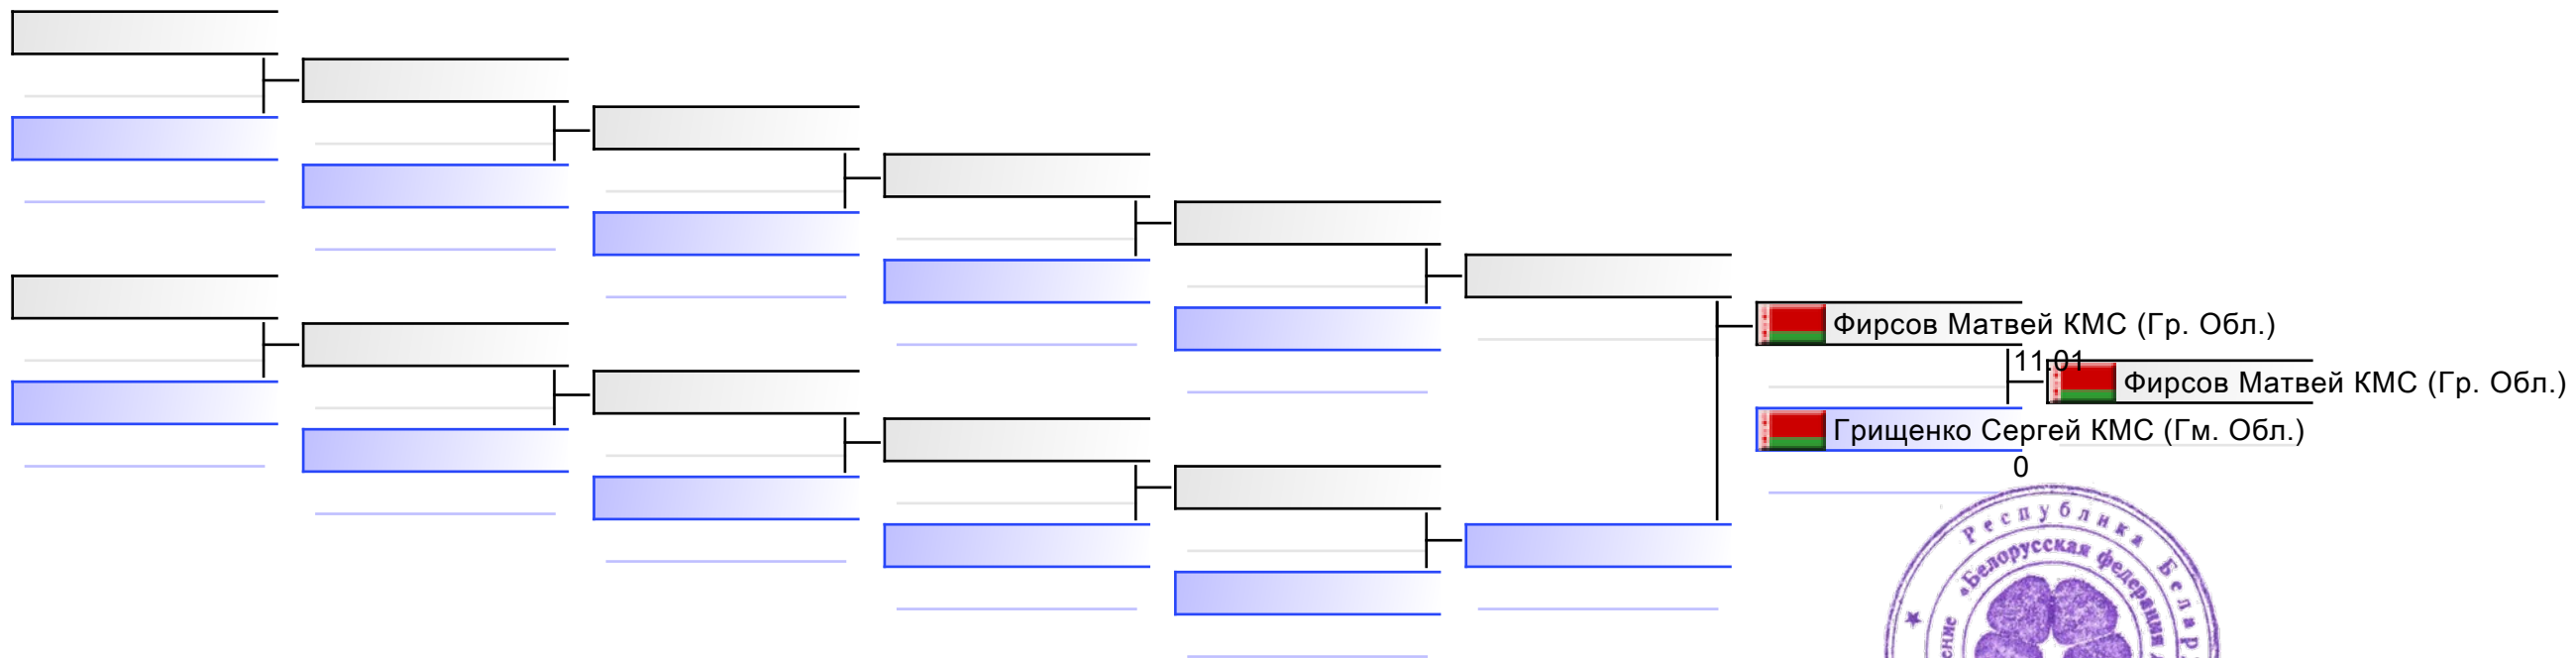 Фирсов Матвей КМС (Гр. Обл.)
11.01
Фирсов Матвей КМС (Гр. Обл.)
Грищенко Сергей КМС (Гм. Обл.)
0
Республика Белар
«Белорусская федерация